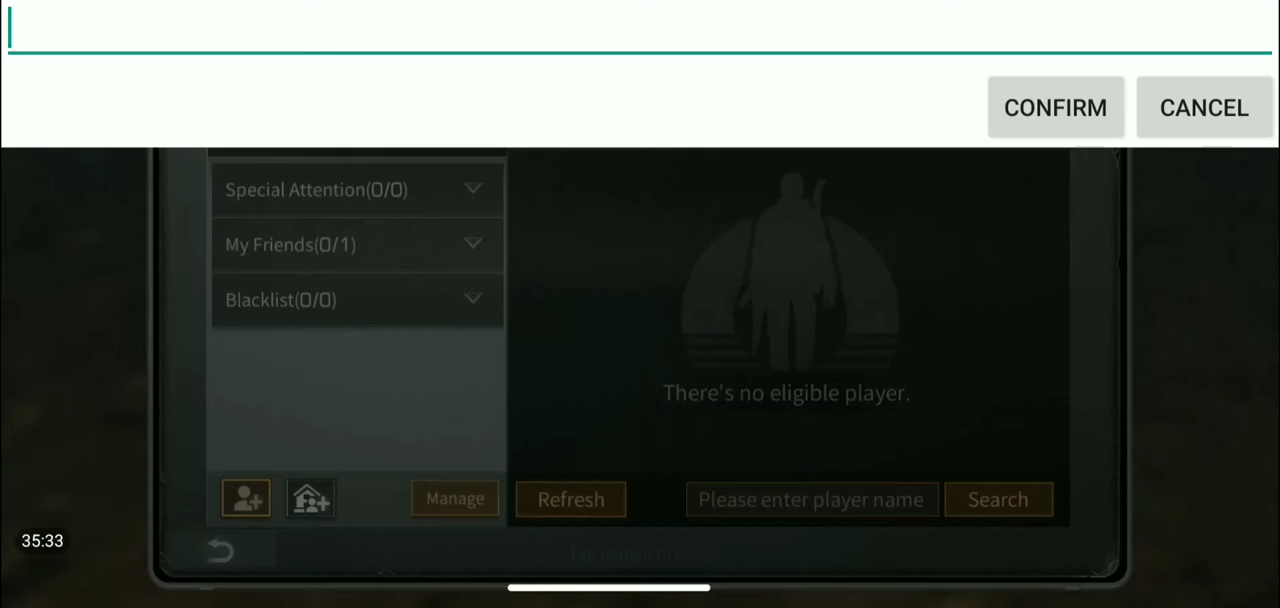 CONFIRM CANCEL
Special Attention(0/0)
My Friends(0/1)
Blacklist(0/0)
There's no eligible player.
Manage Refresh Please enter player name Search
35:33